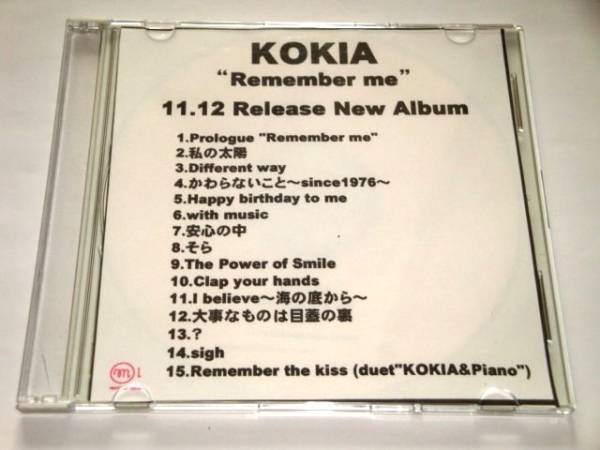 KOKIA
“Remember me”
11.12 Release New Album
1.Prologue "Remember me"
2.私の太陽
3.Different way
4.かわらないこと～since1976～
5.Happy birthday to me
6.with music
7.安心の中
8.そら
9.The Power of Smile
10.Clap your hands
11.I believe～海の底から～
12.大事なものは目蓋の裏
13.?
14.sigh
15.Remember the kiss (duet"KOKIA&Piano")